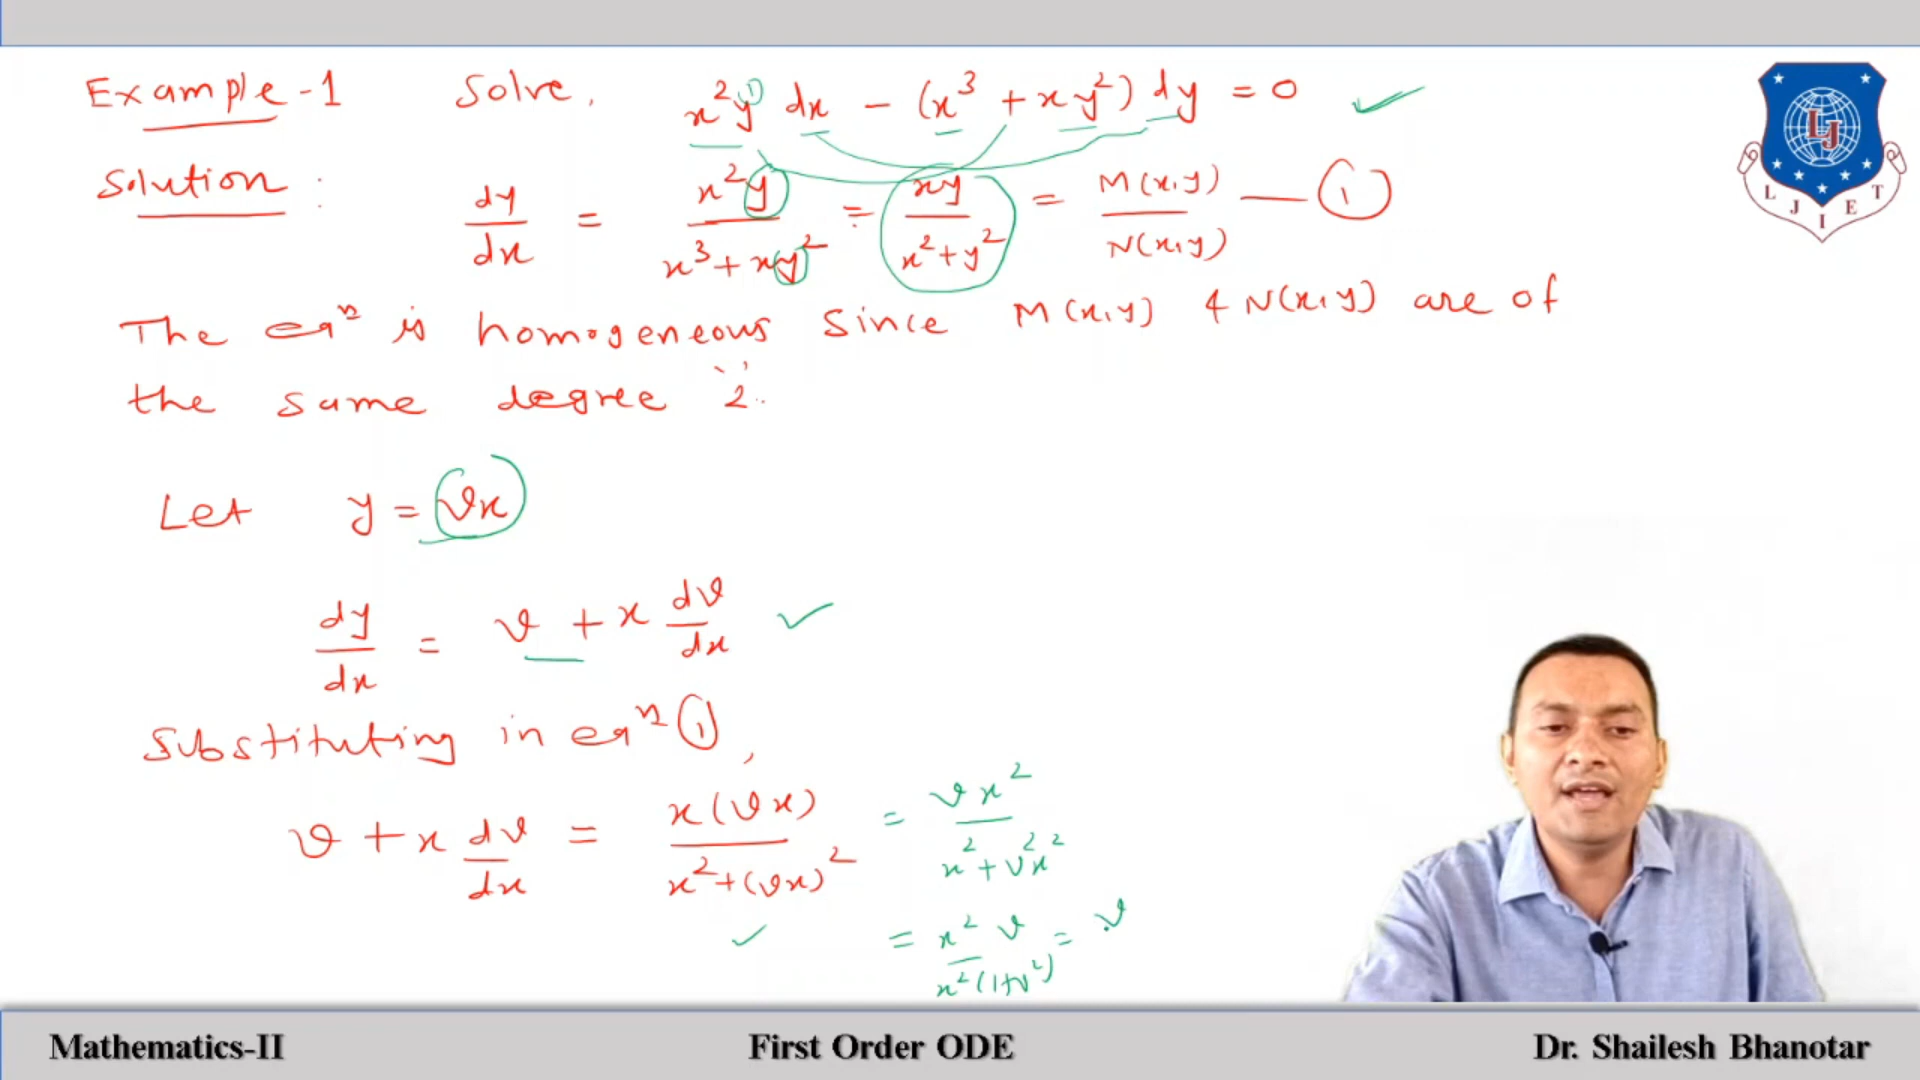 Example-1 Solve, x²y dx − (x³ + xy²) dy = 0
Solution : dy/dx = x²y/(x³ + xy²) = xy/(x² + y²) = M(x,y)/N(x,y) — ①
The eqⁿ is homogeneous since M(x,y) & N(x,y) are of
the same degree 2.
Let y = vx
dy/dx = v + x dv/dx
Substituting in eqⁿ ①,
v + x dv/dx = x(vx)/(x² + (vx)²) = vx²/(x² + v²x²)
= x² v/(x²(1+v²)) = v
LJIET
LJ
Mathematics-II First Order ODE Dr. Shailesh Bhanotar